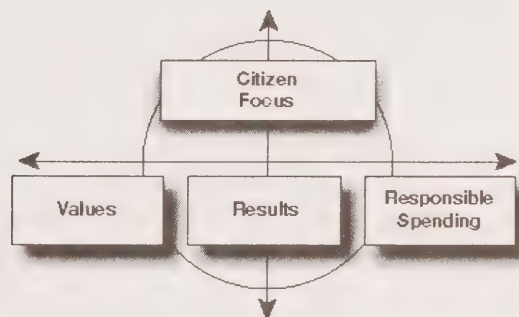 Citizen
Focus
Values
Results
Responsible
Spending